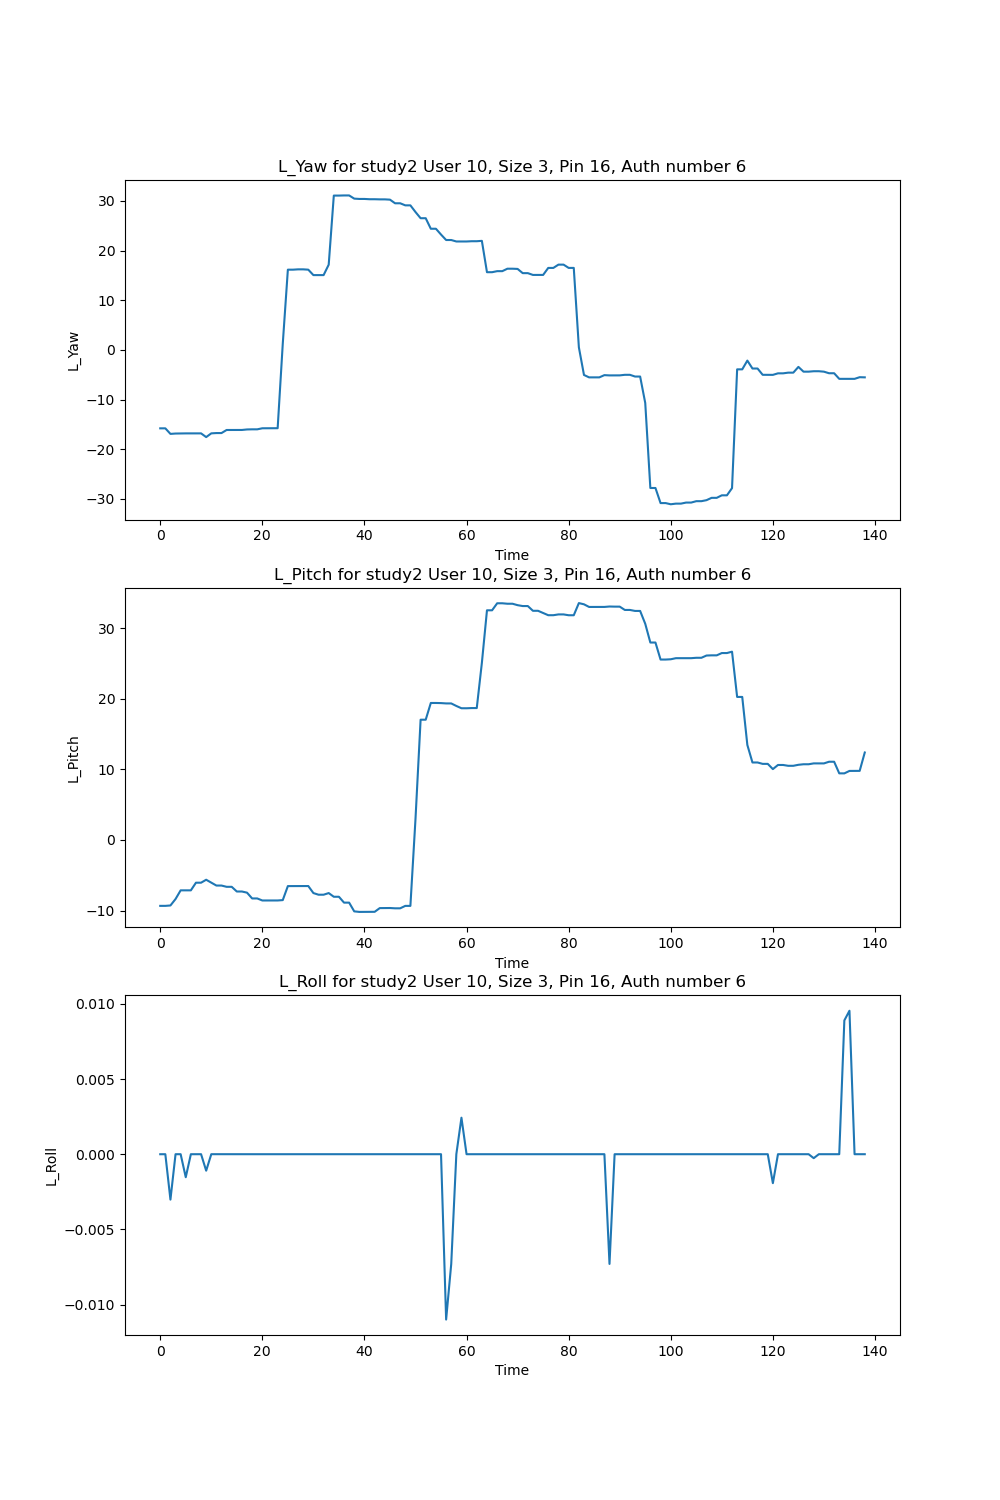 L_Yaw for study2 User 10, Size 3, Pin 16, Auth number 6
30
20
10
0
−10
−20
−30
L_Yaw
0 20 40 60 80 100 120 140
Time
L_Pitch for study2 User 10, Size 3, Pin 16, Auth number 6
30
20
10
0
−10
L_Pitch
0 20 40 60 80 100 120 140
Time
L_Roll for study2 User 10, Size 3, Pin 16, Auth number 6
0.010
0.005
0.000
−0.005
−0.010
L_Roll
0 20 40 60 80 100 120 140
Time